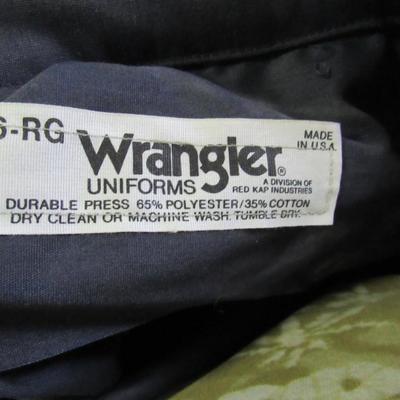 6-RG Wrangler® MADE IN U.S.A.
UNIFORMS A DIVISION OF RED KAP INDUSTRIES
DURABLE PRESS 65% POLYESTER/35% COTTON
DRY CLEAN OR MACHINE WASH. TUMBLE DRY.